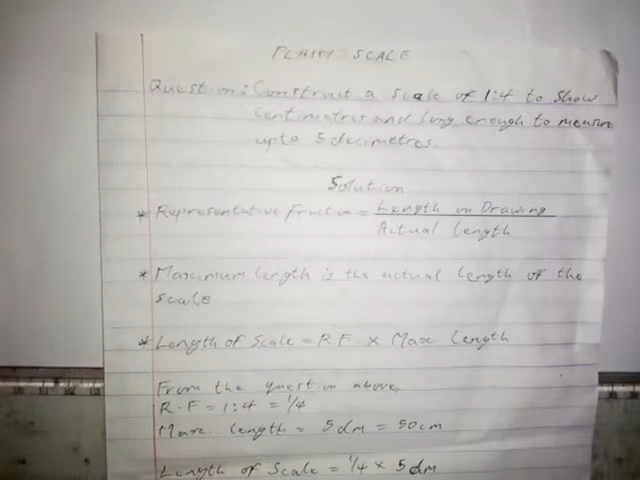 PLAIN SCALE
Question: Construct a scale of 1:4 to show
centimetres and long enough to measure
upto 5 decimetres.
Solution
* Representative fraction = Length on Drawing
Actual Length
* Maximum length is the actual length of the
scale
* Length of Scale = RF × Max length
From the question above,
R.F = 1:4 = 1/4
Max. length = 5dm = 50cm
Length of Scale = 1/4 × 5dm